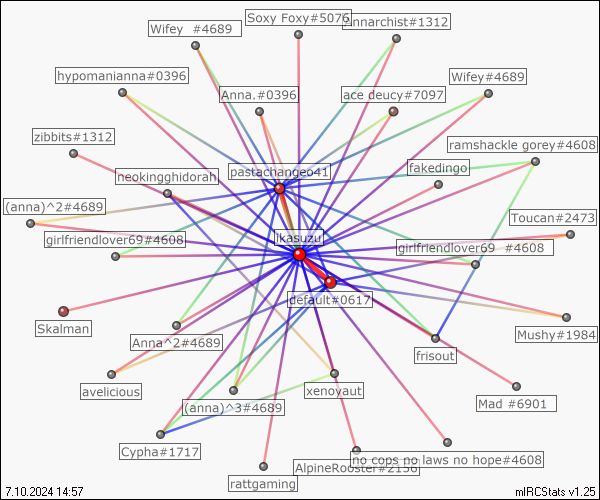 Soxy Foxy#5076
Annarchist#1312
Wifey #4689
hypomanianna#0396
Wifey#4689
Anna.#0396
ace deucy#7097
zibbits#1312
ramshackle gorey#4608
pastachangeo41
fakedingo
neokingghidorah
(anna)^2#4689
Toucan#2473
ikasuzu
girlfriendlover69#4608
girlfriendlover69 #4608
default#0617
Skalman
Mushy#1984
Anna^2#4689
frisout
avelicious
xenoyaut
Mad #6901
(anna)^3#4689
Cypha#1717
no cops no laws no hope#4608
AlpineRooster#2156
rattgaming
7.10.2024 14:57
mIRCStats v1.25